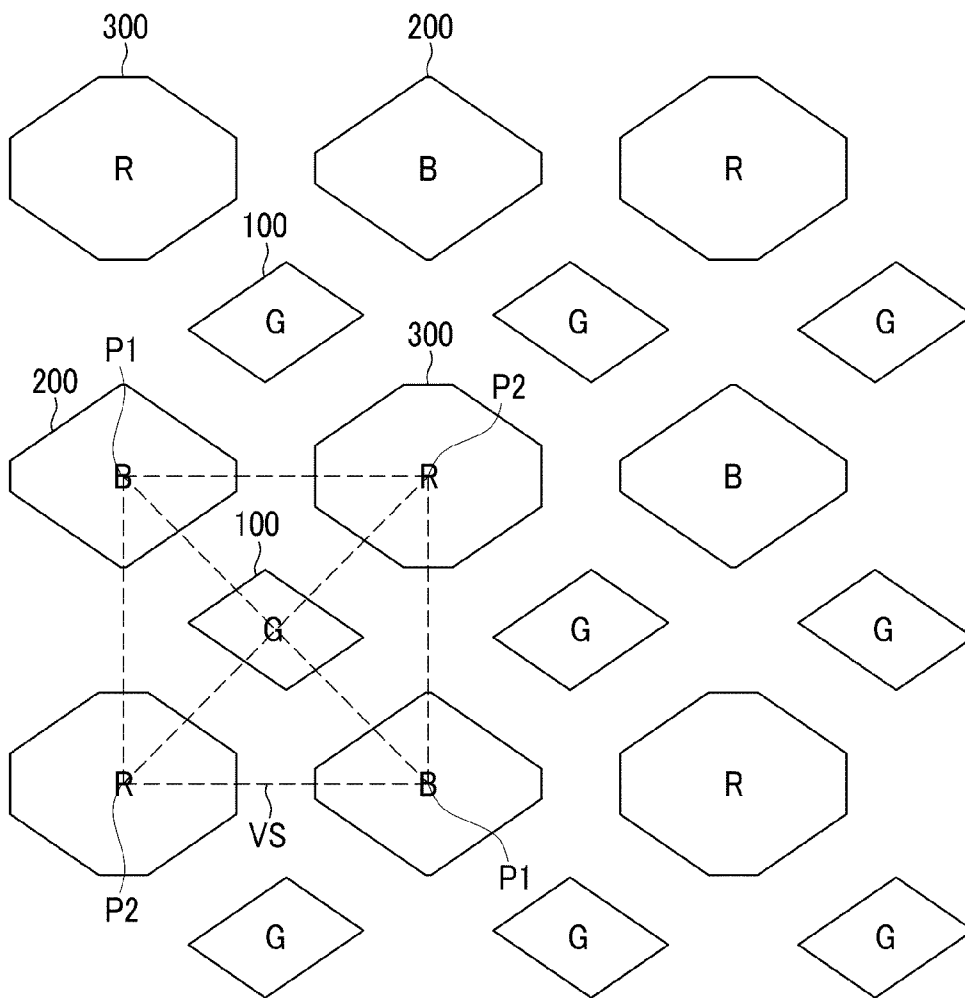 300 200
R B R
100
G G G
P1 300
200 P2
B R B
100
G G G
R B R
VS
P2 P1
G G G